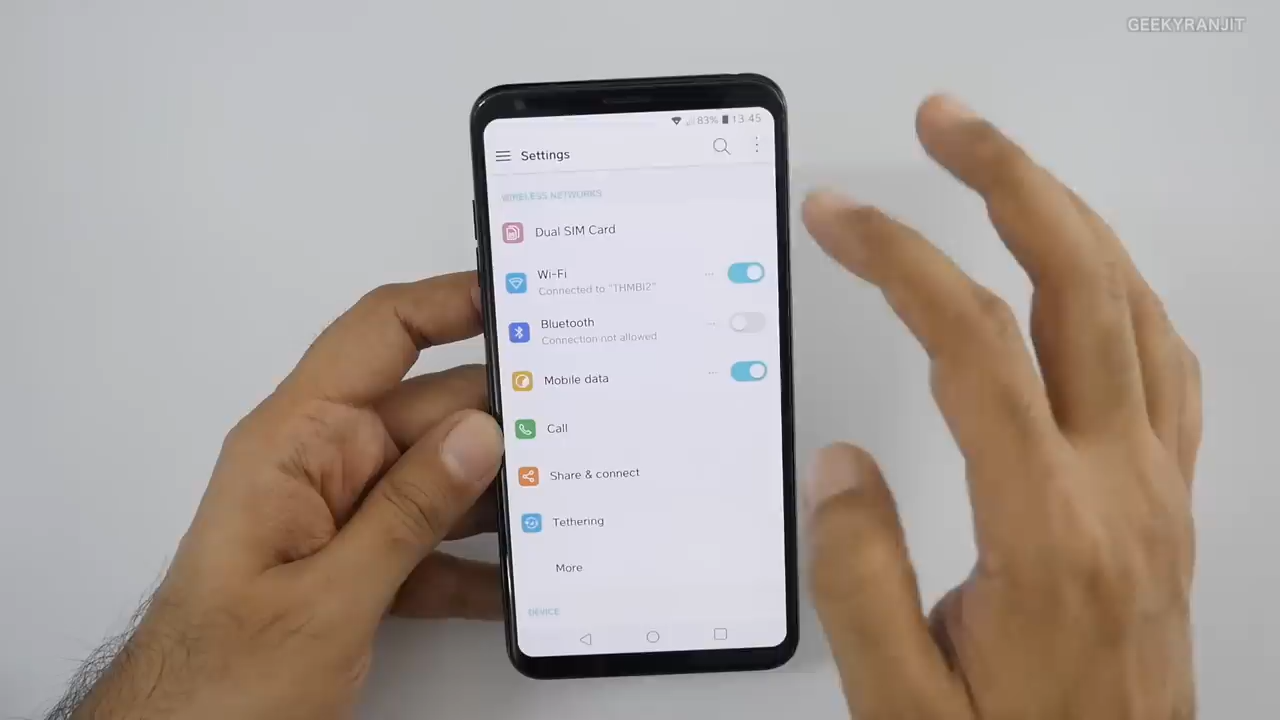 GEEKYRANJIT
83% 13.45
Settings
WIRELESS NETWORKS
Dual SIM Card
Wi-Fi
Connected to "THMBI2"
Bluetooth
Connection not allowed
Mobile data
Call
Share & connect
Tethering
More
DEVICE